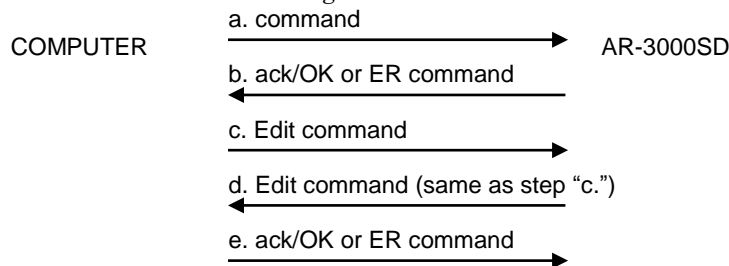 a. command
COMPUTER AR-3000SD
b. ack/OK or ER command
c. Edit command
d. Edit command (same as step “c.”)
e. ack/OK or ER command